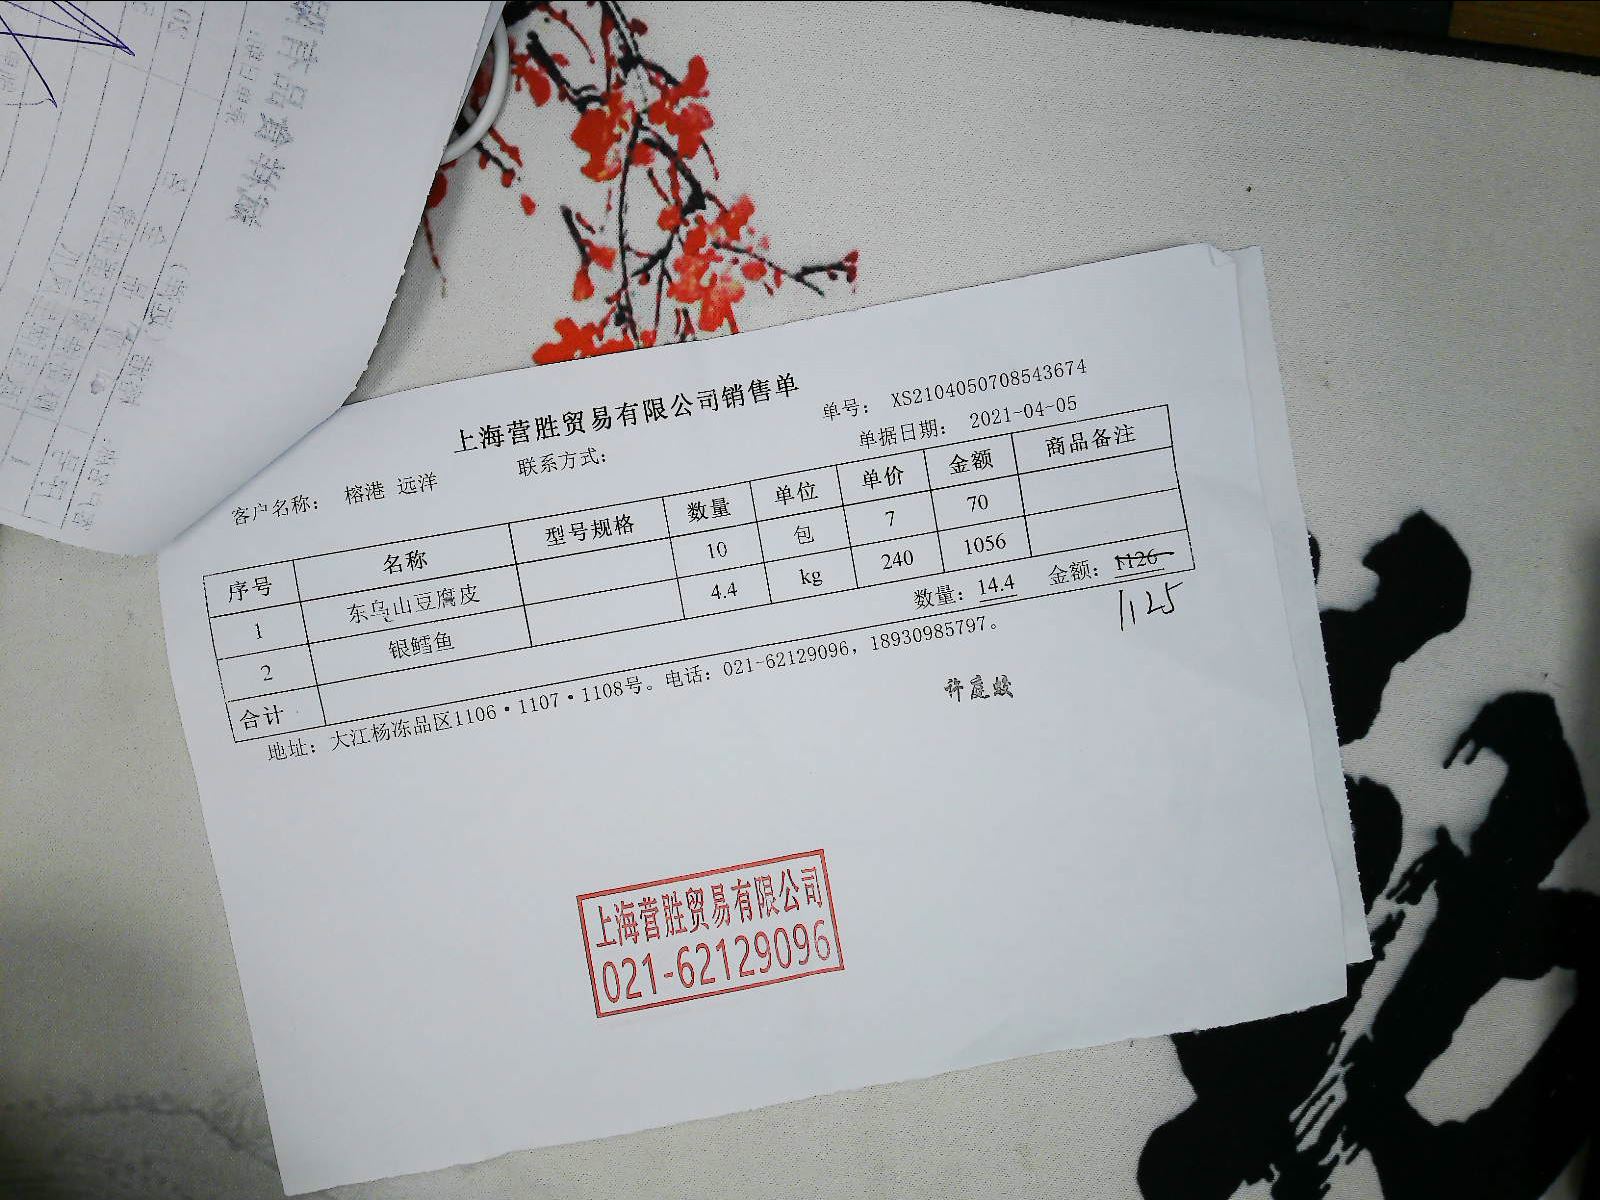 上海营胜贸易有限公司销售单
单号： XS2104050708543674
客户名称： 榕港 远洋 联系方式： 单据日期： 2021-04-05
序号 名称 型号规格 数量 单位 单价 金额 商品备注
1 东乌山豆腐皮 10 包 7 70
2 银鳕鱼 4.4 kg 240 1056
合计 数量：14.4 金额：1126
1125
地址： 大江杨冻品区1106·1107·1108号。电话：021-62129096，18930985797。
许庭蛟
上海营胜贸易有限公司
021-62129096